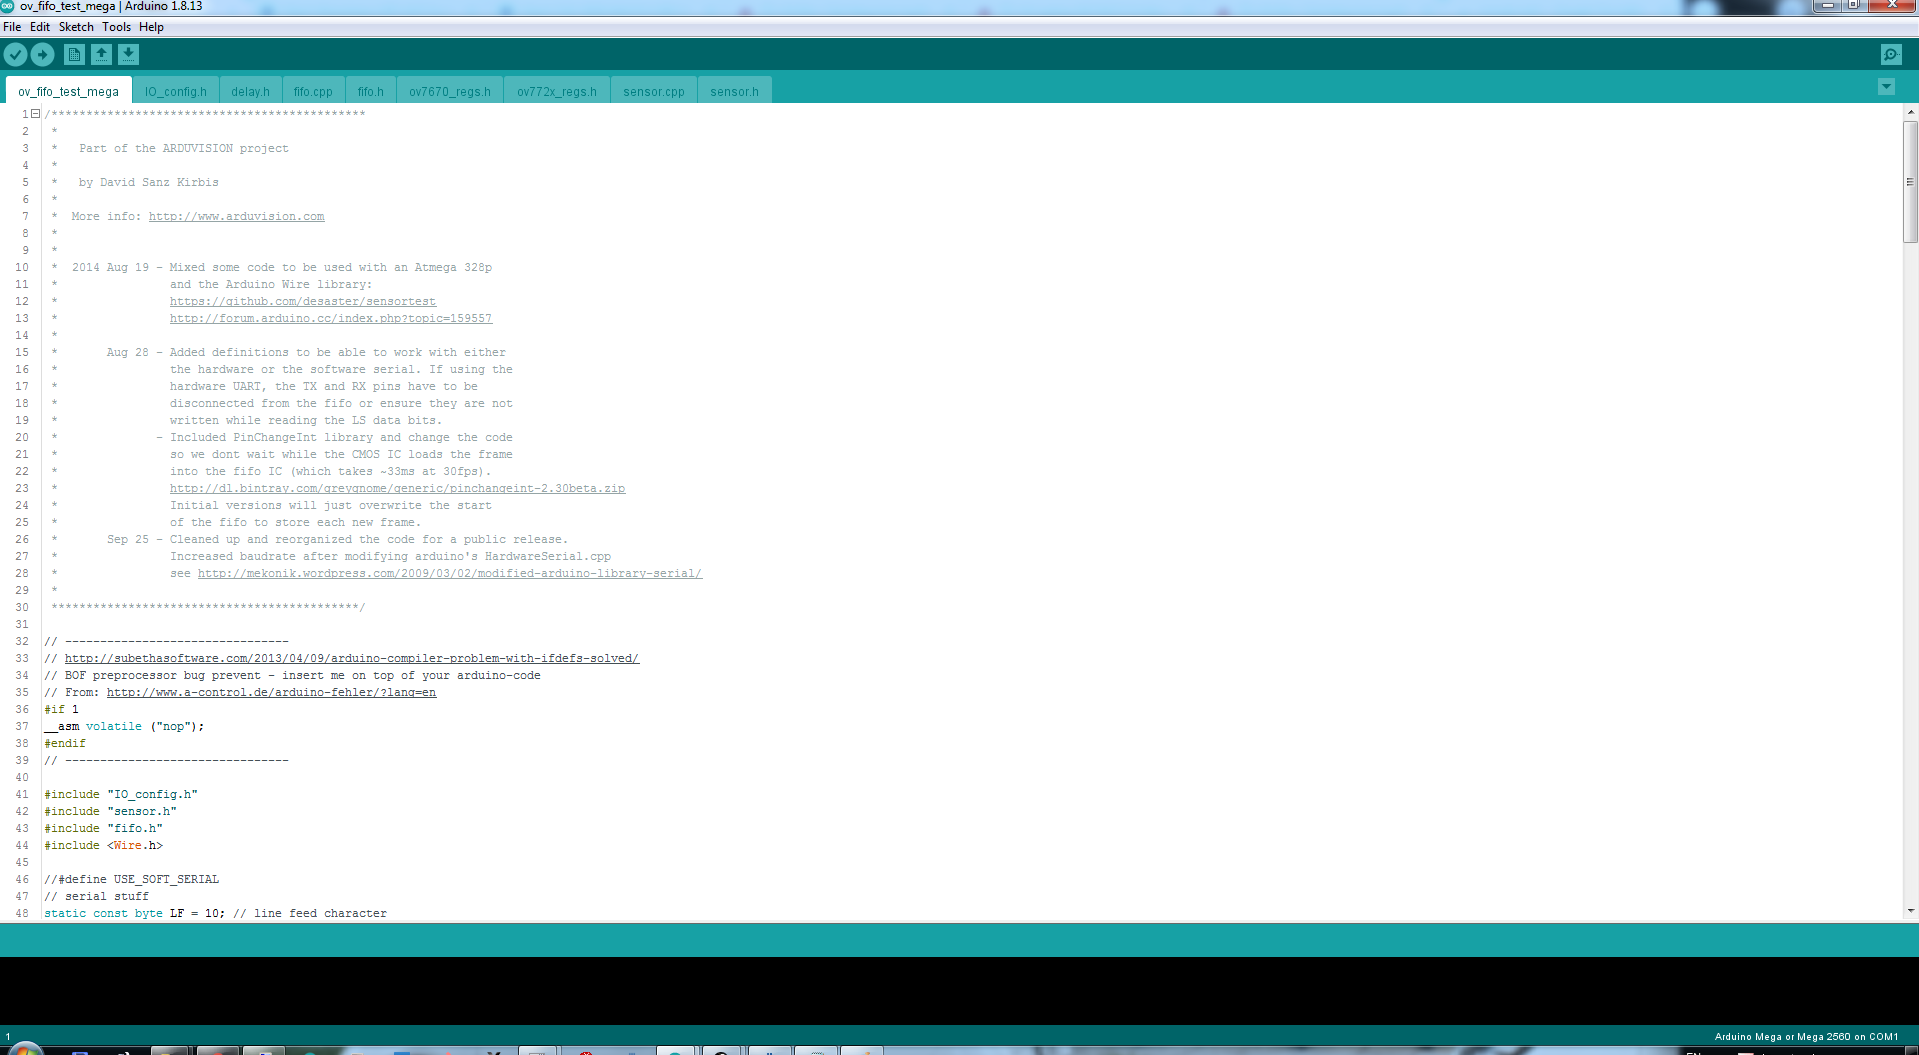 ov_fifo_test_mega | Arduino 1.8.13
File Edit Sketch Tools Help
ov_fifo_test_mega IO_config.h delay.h fifo.cpp fifo.h ov7670_regs.h ov772x_regs.h sensor.cpp sensor.h
1 /*********************************************
2 *
3 * Part of the ARDUVISION project
4 *
5 * by David Sanz Kirbis
6 *
7 * More info: http://www.arduvision.com
8 *
9 *
10 * 2014 Aug 19 - Mixed some code to be used with an Atmega 328p
11 * and the Arduino Wire library:
12 * https://github.com/desaster/sensortest
13 * http://forum.arduino.cc/index.php?topic=159557
14 *
15 * Aug 28 - Added definitions to be able to work with either
16 * the hardware or the software serial. If using the
17 * hardware UART, the TX and RX pins have to be
18 * disconnected from the fifo or ensure they are not
19 * written while reading the LS data bits.
20 * - Included PinChangeInt library and change the code
21 * so we dont wait while the CMOS IC loads the frame
22 * into the fifo IC (which takes ~33ms at 30fps).
23 * http://dl.bintray.com/greygnome/generic/pinchangeint-2.30beta.zip
24 * Initial versions will just overwrite the start
25 * of the fifo to store each new frame.
26 * Sep 25 - Cleaned up and reorganized the code for a public release.
27 * Increased baudrate after modifying arduino's HardwareSerial.cpp
28 * see http://mekonik.wordpress.com/2009/03/02/modified-arduino-library-serial/
29 *
30 ********************************************/
31
32 // --------------------------------
33 // http://subethasoftware.com/2013/04/09/arduino-compiler-problem-with-ifdefs-solved/
34 // BOF preprocessor bug prevent - insert me on top of your arduino-code
35 // From: http://www.a-control.de/arduino-fehler/?lang=en
36 #if 1
37 __asm volatile ("nop");
38 #endif
39 // --------------------------------
40
41 #include "IO_config.h"
42 #include "sensor.h"
43 #include "fifo.h"
44 #include <Wire.h>
45
46 //#define USE_SOFT_SERIAL
47 // serial stuff
48 static const byte LF = 10; // line feed character
1 Arduino Mega or Mega 2560 on COM1